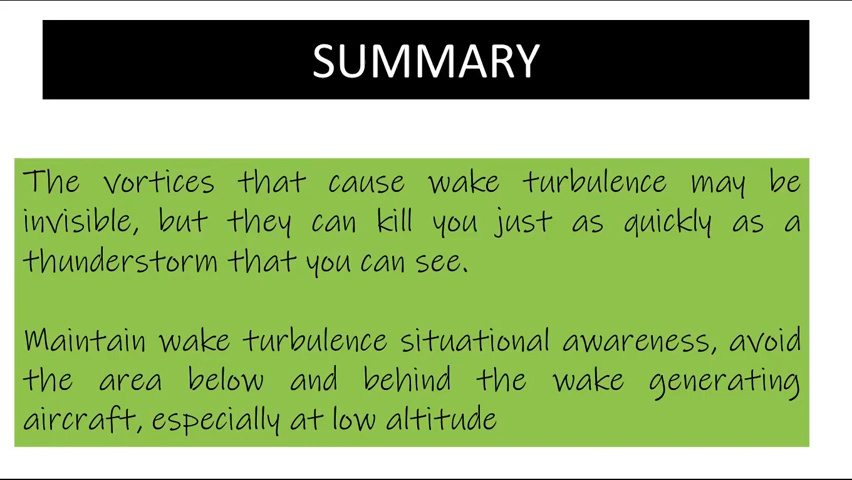 SUMMARY
The vortices that cause wake turbulence may be
invisible, but they can kill you just as quickly as a
thunderstorm that you can see.
Maintain wake turbulence situational awareness, avoid
the area below and behind the wake generating
aircraft, especially at low altitude